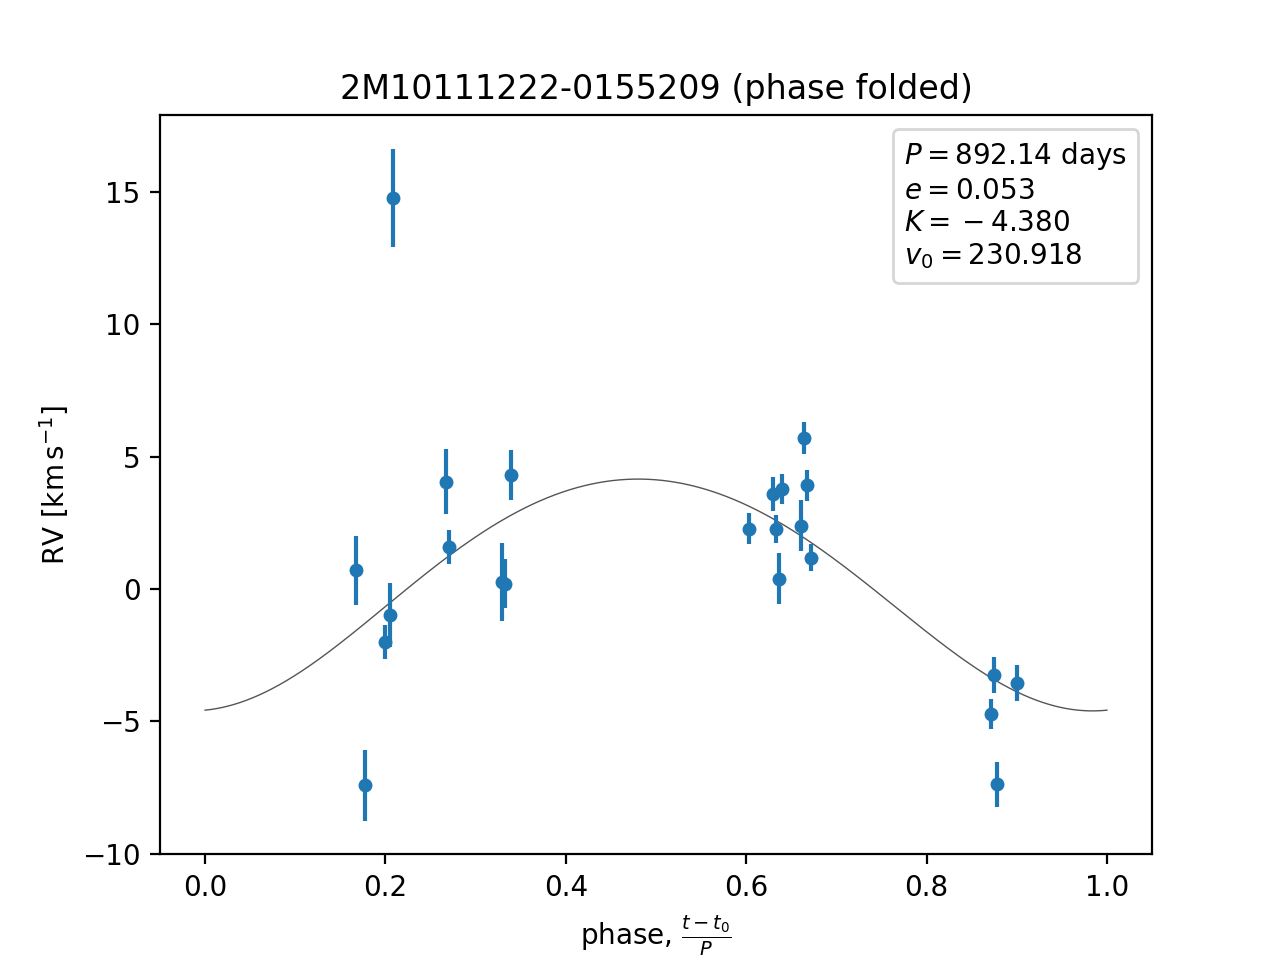 2M10111222-0155209 (phase folded)
P = 892.14 days
e = 0.053
K = −4.380
v₀ = 230.918
RV [km s⁻¹]
15
10
5
0
−5
−10
0.0 0.2 0.4 0.6 0.8 1.0
phase, (t − t₀)/P